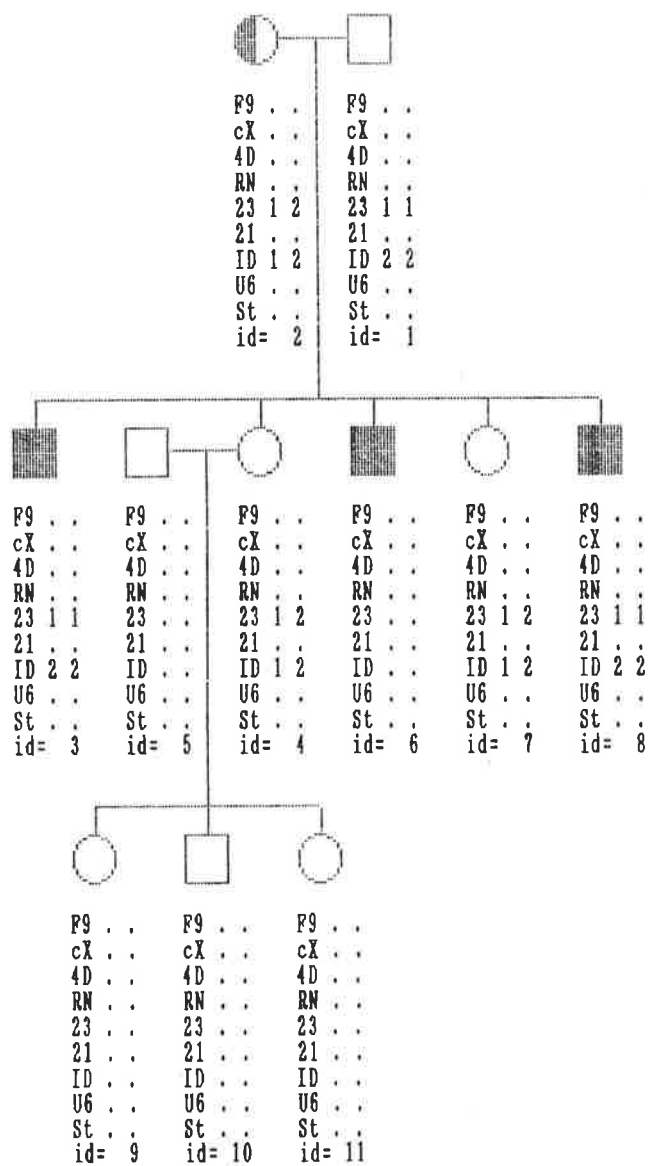 F9 . . F9 . .
cX . . cX . .
4D . . 4D . .
RN . . RN . .
23 1 2 23 1 1
21 . . 21 . .
ID 1 2 ID 2 2
U6 . . U6 . .
St . . St . .
id= 2 id= 1
F9 . . F9 . . F9 . . F9 . . F9 . . F9 . .
cX . . cX . . cX . . cX . . cX . . cX . .
4D . . 4D . . 4D . . 4D . . 4D . . 4D . .
RN . . RN . . RN . . RN . . RN . . RN . .
23 1 1 23 . . 23 1 2 23 . . 23 1 2 23 1 1
21 . . 21 . . 21 . . 21 . . 21 . . 21 . .
ID 2 2 ID . . ID 1 2 ID . . ID 1 2 ID 2 2
U6 . . U6 . . U6 . . U6 . . U6 . . U6 . .
St . . St . . St . . St . . St . . St . .
id= 3 id= 5 id= 4 id= 6 id= 7 id= 8
F9 . . F9 . . F9 . .
cX . . cX . . cX . .
4D . . 4D . . 4D . .
RN . . RN . . RN . .
23 . . 23 . . 23 . .
21 . . 21 . . 21 . .
ID . . ID . . ID . .
U6 . . U6 . . U6 . .
St . . St . . St . .
id= 9 id= 10 id= 11